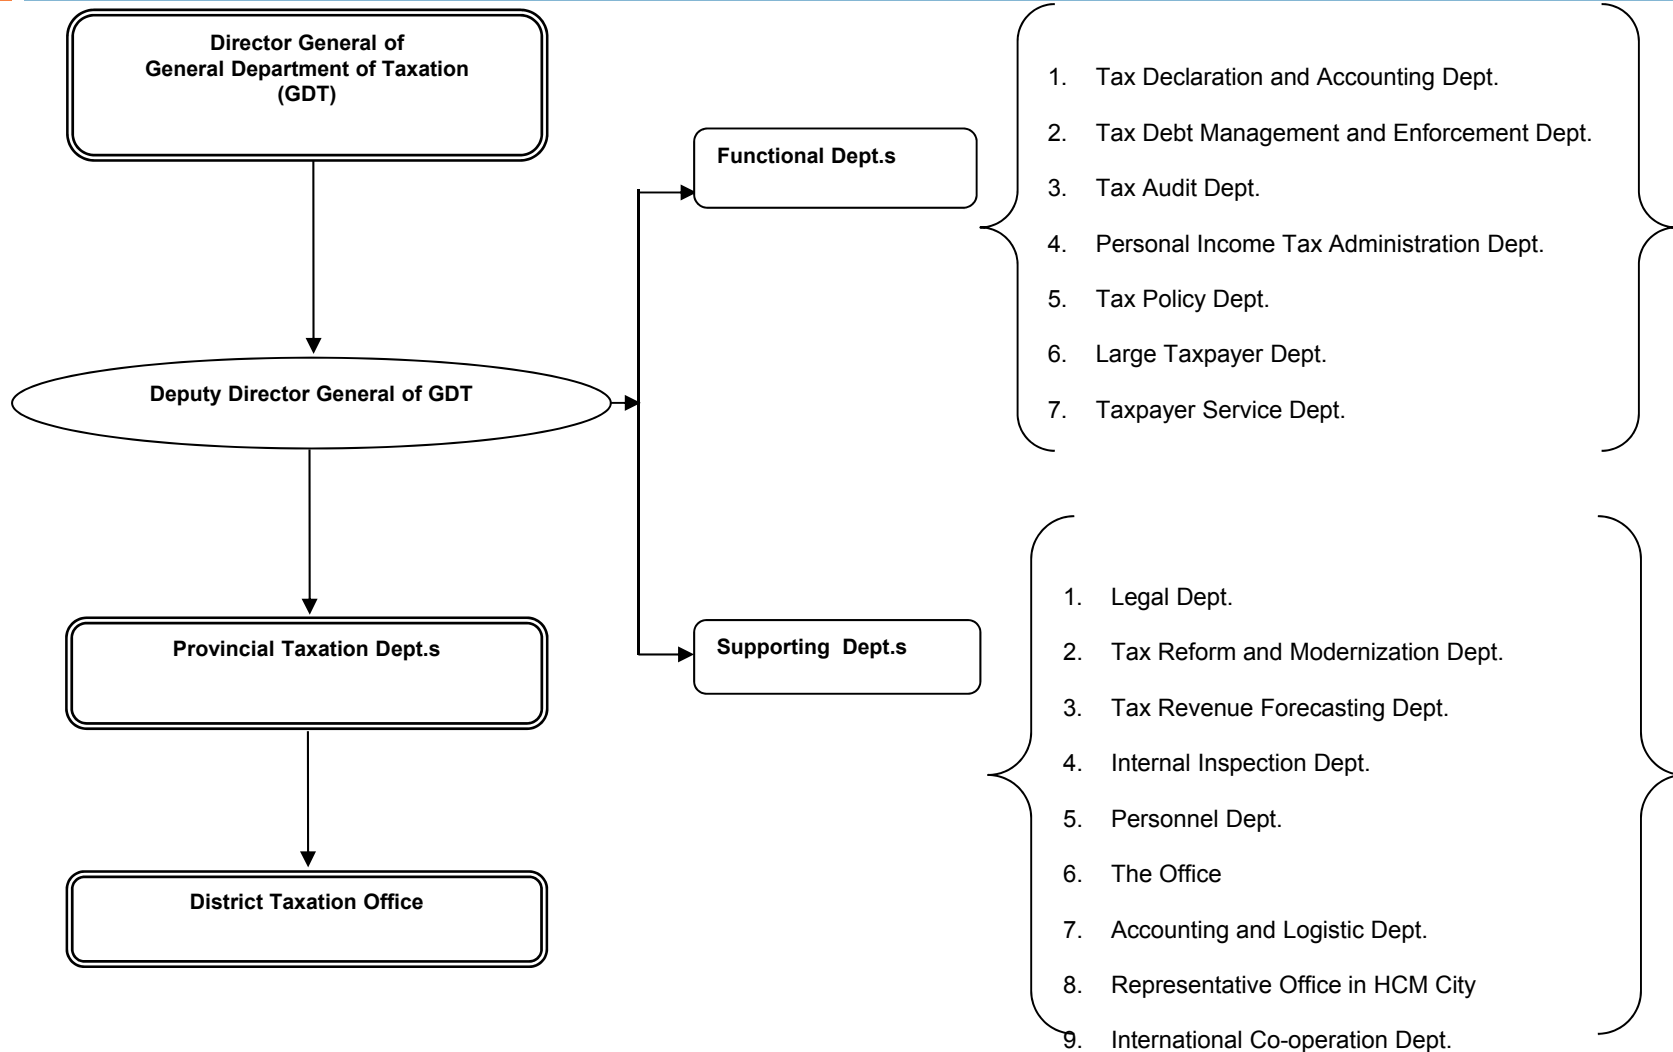 Director General of
General Department of Taxation
(GDT)
Deputy Director General of GDT
Provincial Taxation Dept.s
District Taxation Office
Functional Dept.s
Supporting  Dept.s
1. Tax Declaration and Accounting Dept.
2. Tax Debt Management and Enforcement Dept.
3. Tax Audit Dept.
4. Personal Income Tax Administration Dept.
5. Tax Policy Dept.
6. Large Taxpayer Dept.
7. Taxpayer Service Dept.
1. Legal Dept.
2. Tax Reform and Modernization Dept.
3. Tax Revenue Forecasting Dept.
4. Internal Inspection Dept.
5. Personnel Dept.
6. The Office
7. Accounting and Logistic Dept.
8. Representative Office in HCM City
9. International Co-operation Dept.